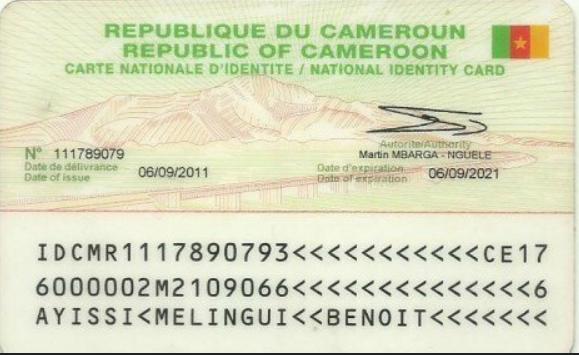 REPUBLIQUE DU CAMEROUN
REPUBLIC OF CAMEROON
CARTE NATIONALE D'IDENTITE / NATIONAL IDENTITY CARD
Autorité/Authority
N° 111789079 Martin MBARGA - NGUELE
Date de délivrance
Date of issue 06/09/2011
Date d'expiration
Date of expiration 06/09/2021
IDCMR1117890793<<<<<<<<<<<CE17
6000002M2109066<<<<<<<<<<<<<<6
AYISSI<MELINGUI<<BENOIT<<<<<<<